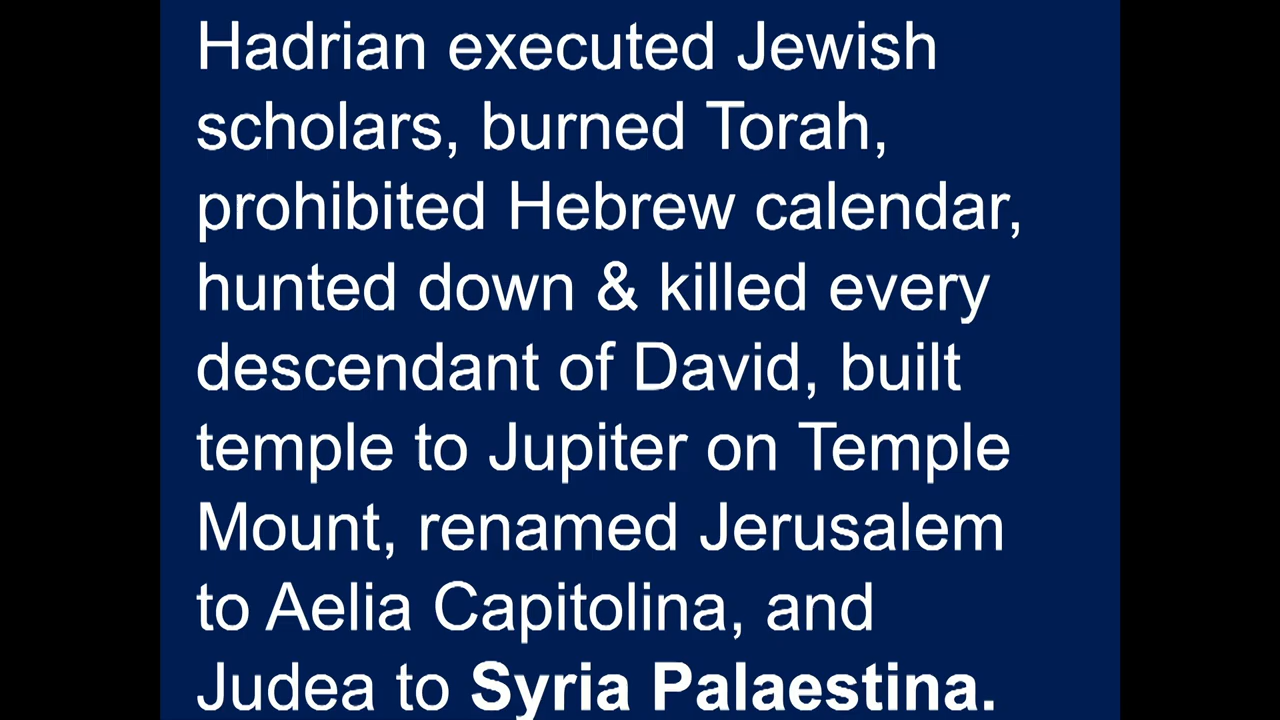 Hadrian executed Jewish
scholars, burned Torah,
prohibited Hebrew calendar,
hunted down & killed every
descendant of David, built
temple to Jupiter on Temple
Mount, renamed Jerusalem
to Aelia Capitolina, and
Judea to Syria Palaestina.